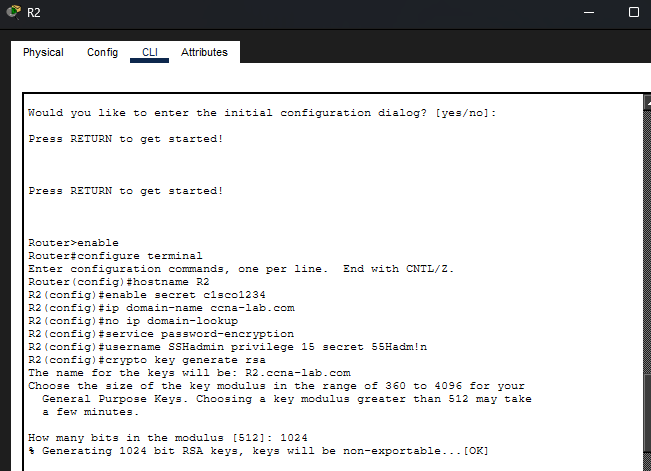 R2
Physical Config CLI Attributes
Would you like to enter the initial configuration dialog? [yes/no]:
Press RETURN to get started!
Press RETURN to get started!
Router>enable
Router#configure terminal
Enter configuration commands, one per line.  End with CNTL/Z.
Router(config)#hostname R2
R2(config)#enable secret c1sco1234
R2(config)#ip domain-name ccna-lab.com
R2(config)#no ip domain-lookup
R2(config)#service password-encryption
R2(config)#username SSHadmin privilege 15 secret 55Hadm!n
R2(config)#crypto key generate rsa
The name for the keys will be: R2.ccna-lab.com
Choose the size of the key modulus in the range of 360 to 4096 for your
  General Purpose Keys. Choosing a key modulus greater than 512 may take
  a few minutes.
How many bits in the modulus [512]: 1024
% Generating 1024 bit RSA keys, keys will be non-exportable...[OK]